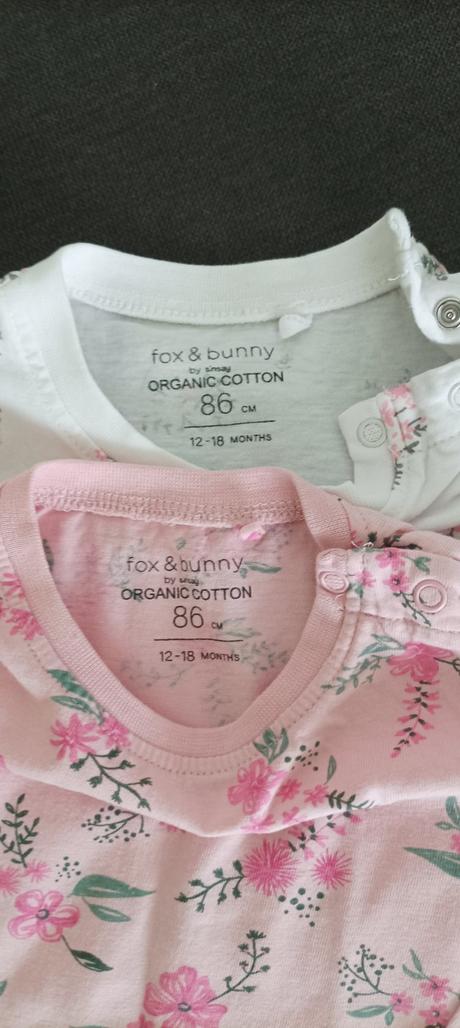 fox & bunny
by sinsay
ORGANIC COTTON
86 CM
12-18 MONTHS
fox & bunny
by sinsay
ORGANIC COTTON
86 CM
12-18 MONTHS